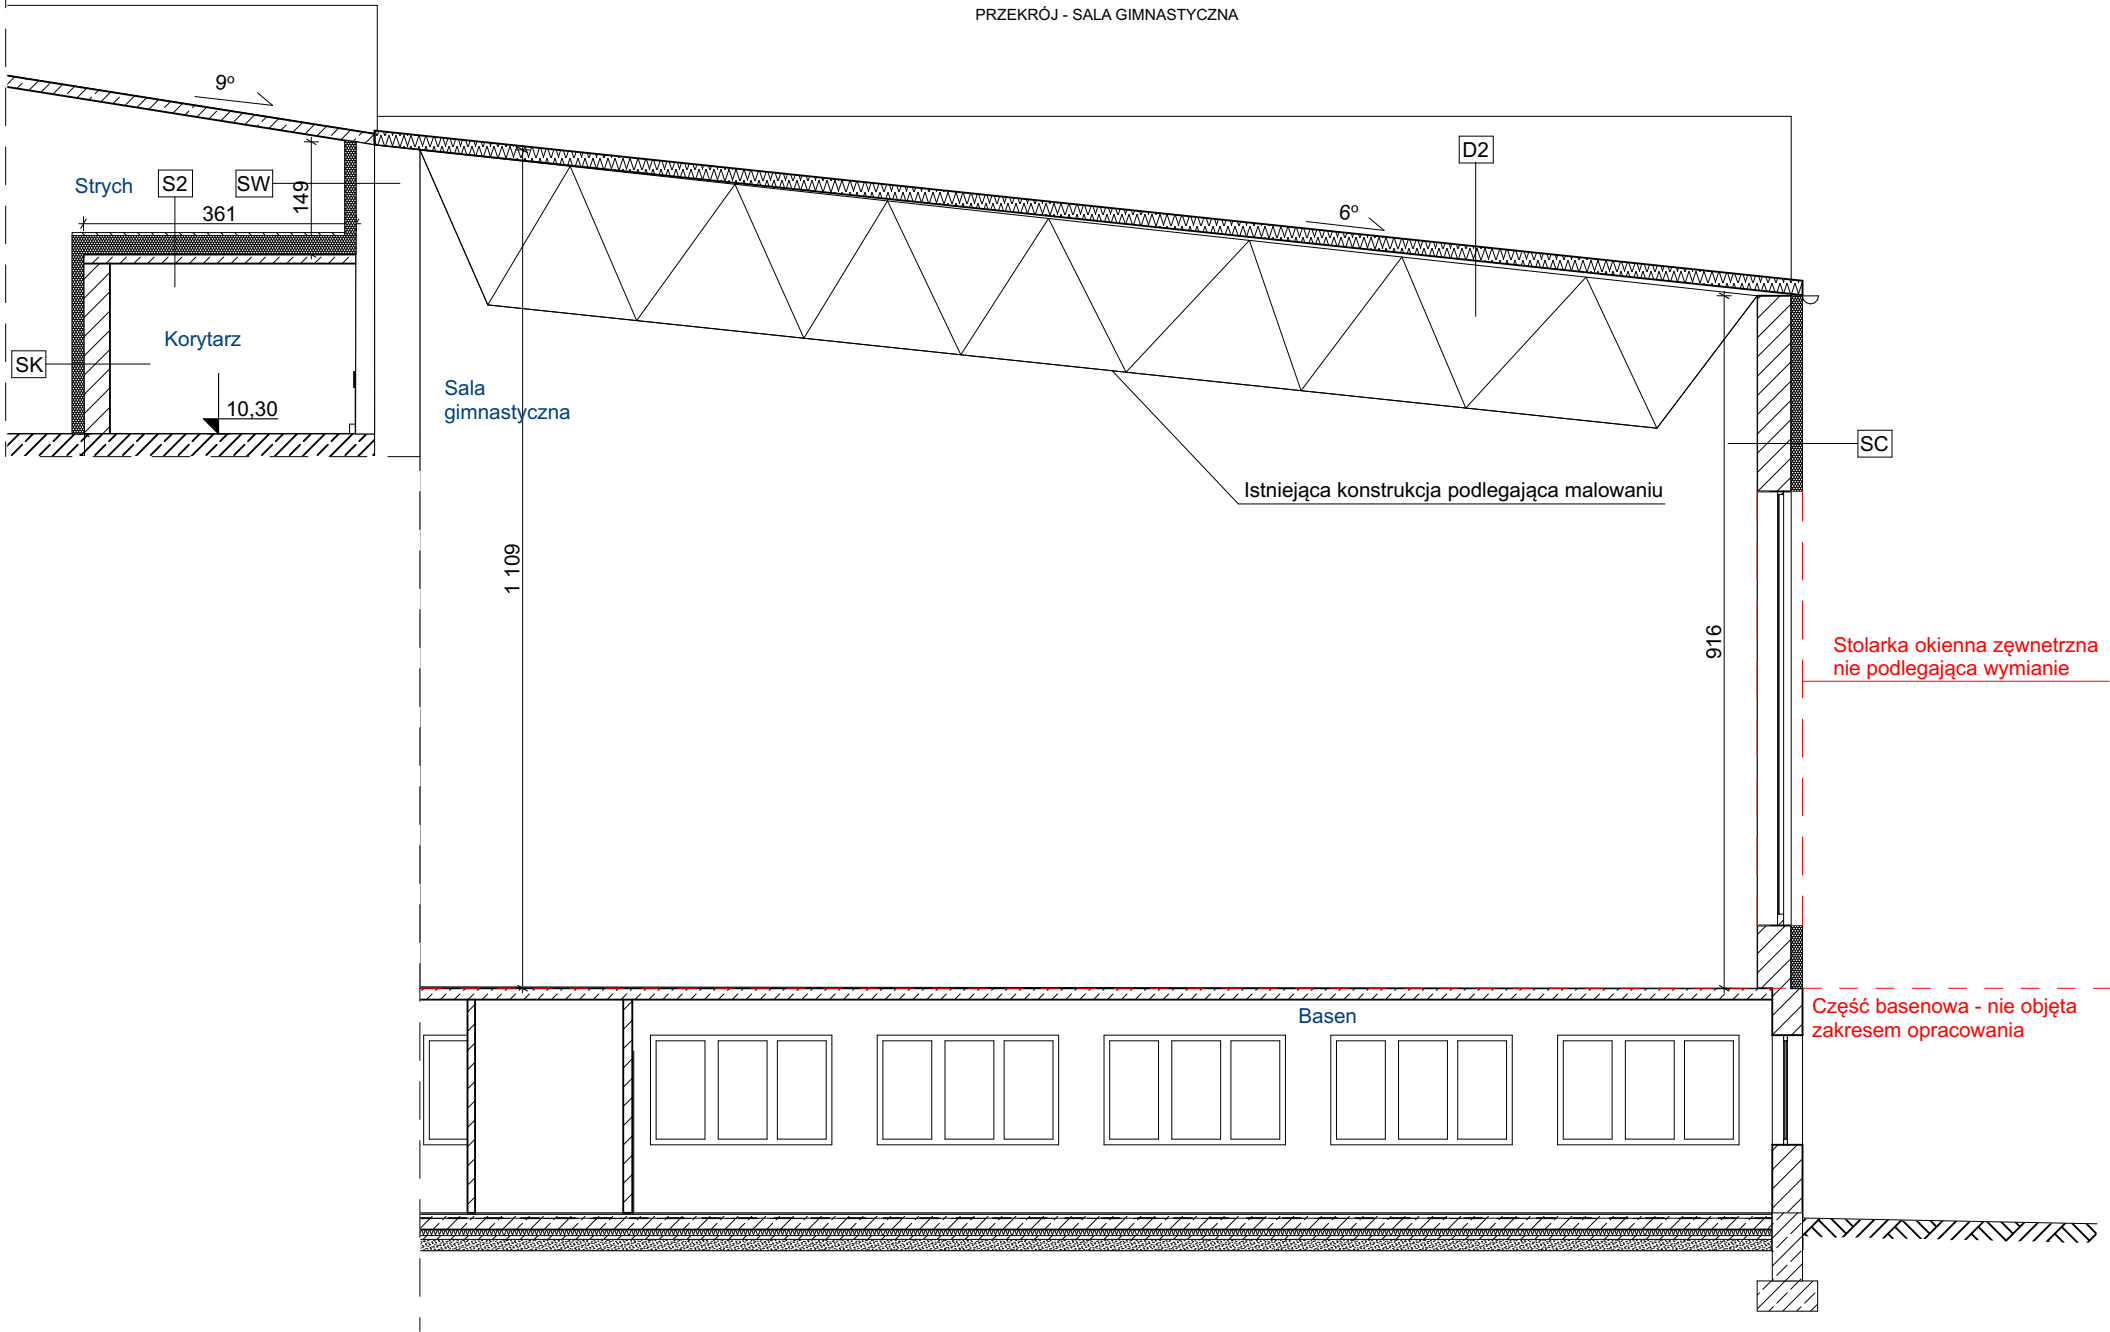 PRZEKRÓJ - SALA GIMNASTYCZNA
9°
D2
Strych
S2
SW
149
361
6°
Korytarz
SK
10,30
Sala
gimnastyczna
SC
Istniejąca konstrukcja podlegająca malowaniu
1 109
916
Stolarka okienna zęwnetrzna
nie podlegająca wymianie
Basen
Część basenowa - nie objęta
zakresem opracowania